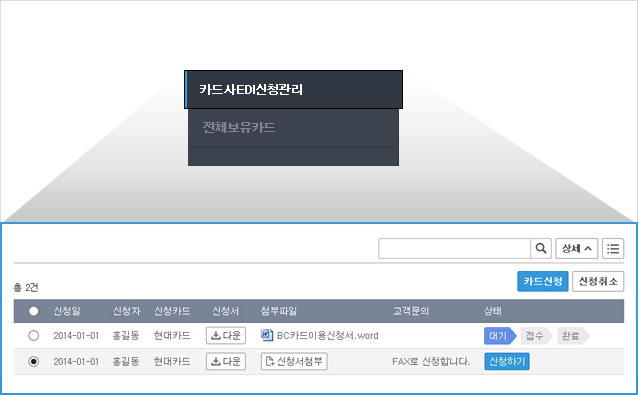 카드사EDI신청관리
전체보유카드
상세
총 2건
카드신청 신청취소
신청일 신청자 신청카드 신청서 첨부파일 고객문의 상태
2014-01-01 홍길동 현대카드 다운 BC카드이용신청서.word 대기 접수 완료
2014-01-01 홍길동 현대카드 다운 신청서첨부 FAX로 신청합니다. 신청하기